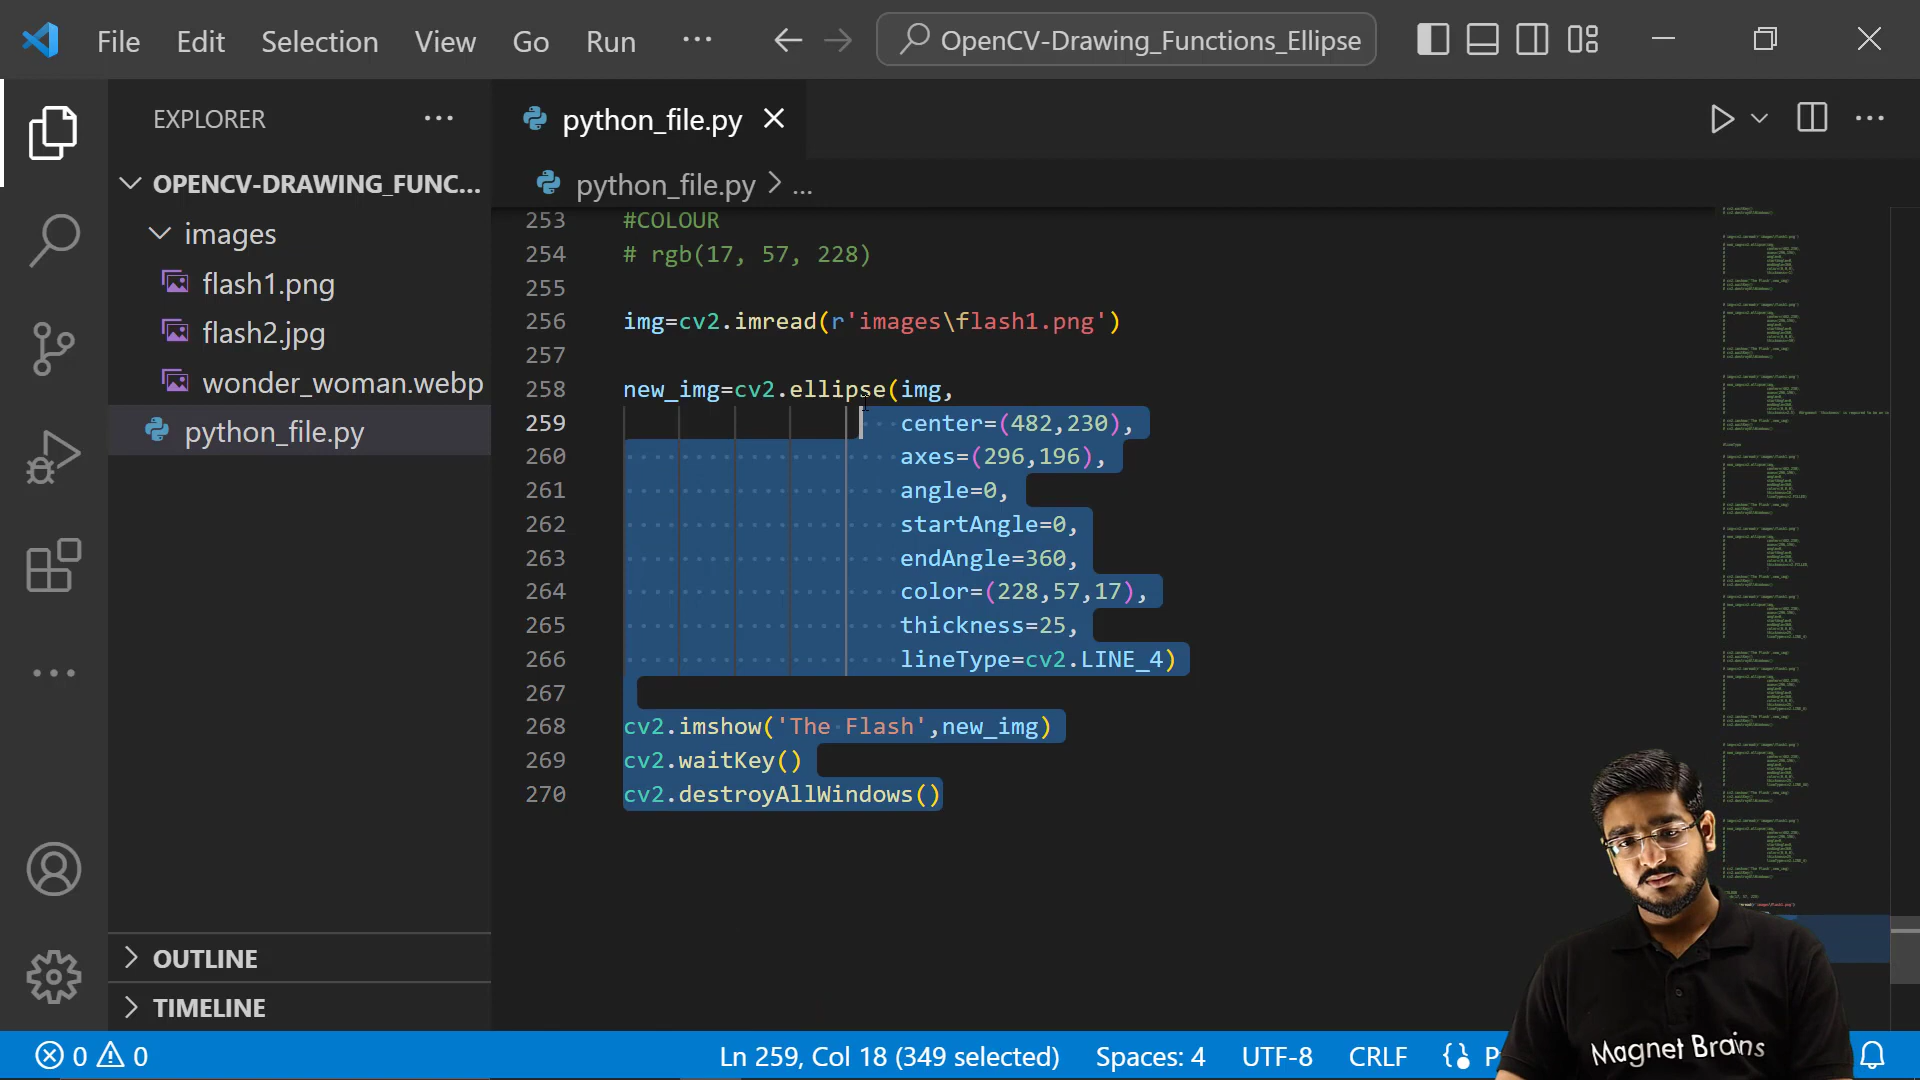 File Edit Selection View Go Run ... OpenCV-Drawing_Functions_Ellipse
EXPLORER ...
python_file.py
OPENCV-DRAWING_FUNC...
python_file.py > ...
images
flash1.png
flash2.jpg
wonder_woman.webp
python_file.py
OUTLINE
TIMELINE
253 #COLOUR
254 # rgb(17, 57, 228)
255
256 img=cv2.imread(r'images\flash1.png')
257
258 new_img=cv2.ellipse(img,
259 center=(482,230),
260 axes=(296,196),
261 angle=0,
262 startAngle=0,
263 endAngle=360,
264 color=(228,57,17),
265 thickness=25,
266 lineType=cv2.LINE_4)
267
268 cv2.imshow('The Flash',new_img)
269 cv2.waitKey()
270 cv2.destroyAllWindows()
Magnet Brains
0 0 Ln 259, Col 18 (349 selected) Spaces: 4 UTF-8 CRLF